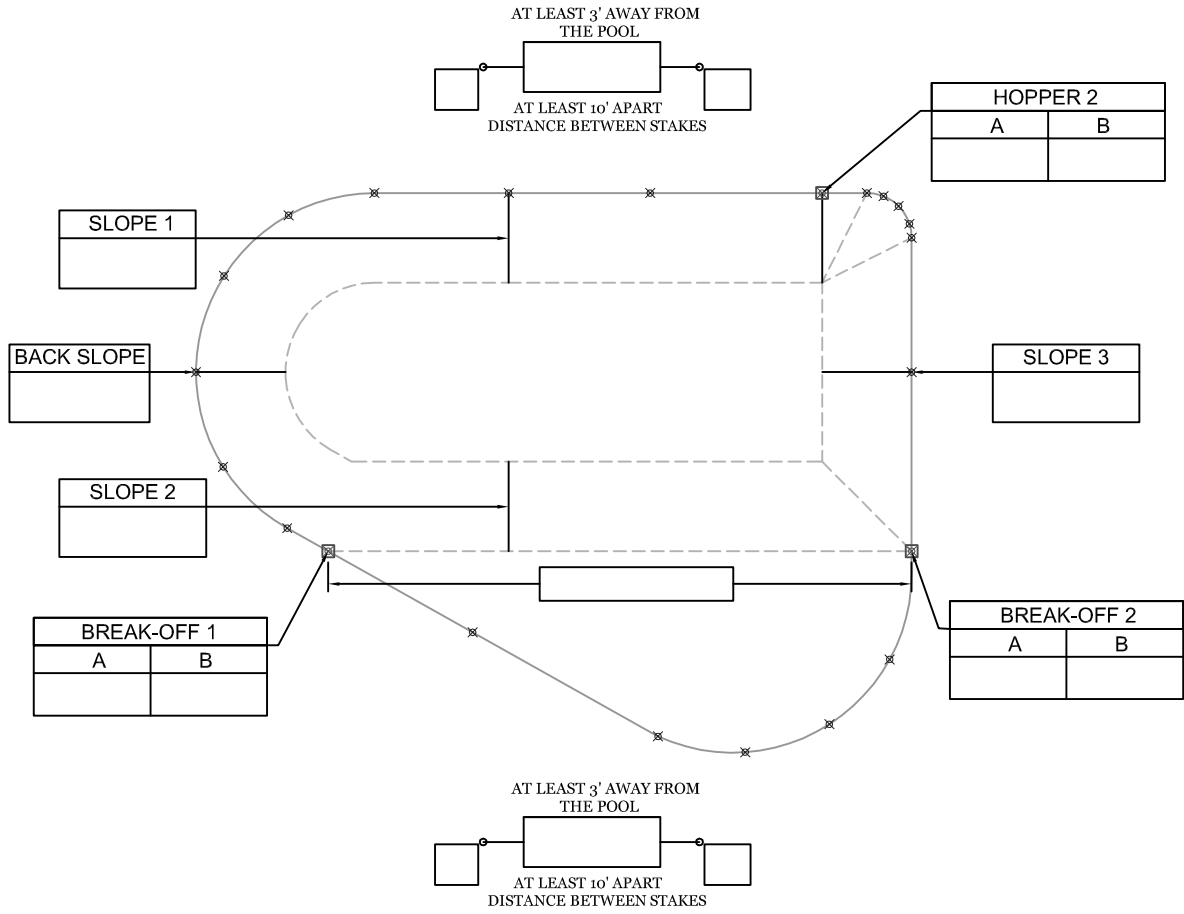 AT LEAST 3' AWAY FROM
THE POOL
AT LEAST 10' APART
DISTANCE BETWEEN STAKES
HOPPER 2
A B
SLOPE 1
BACK SLOPE
SLOPE 3
SLOPE 2
BREAK-OFF 1
A B
BREAK-OFF 2
A B
AT LEAST 3' AWAY FROM
THE POOL
AT LEAST 10' APART
DISTANCE BETWEEN STAKES